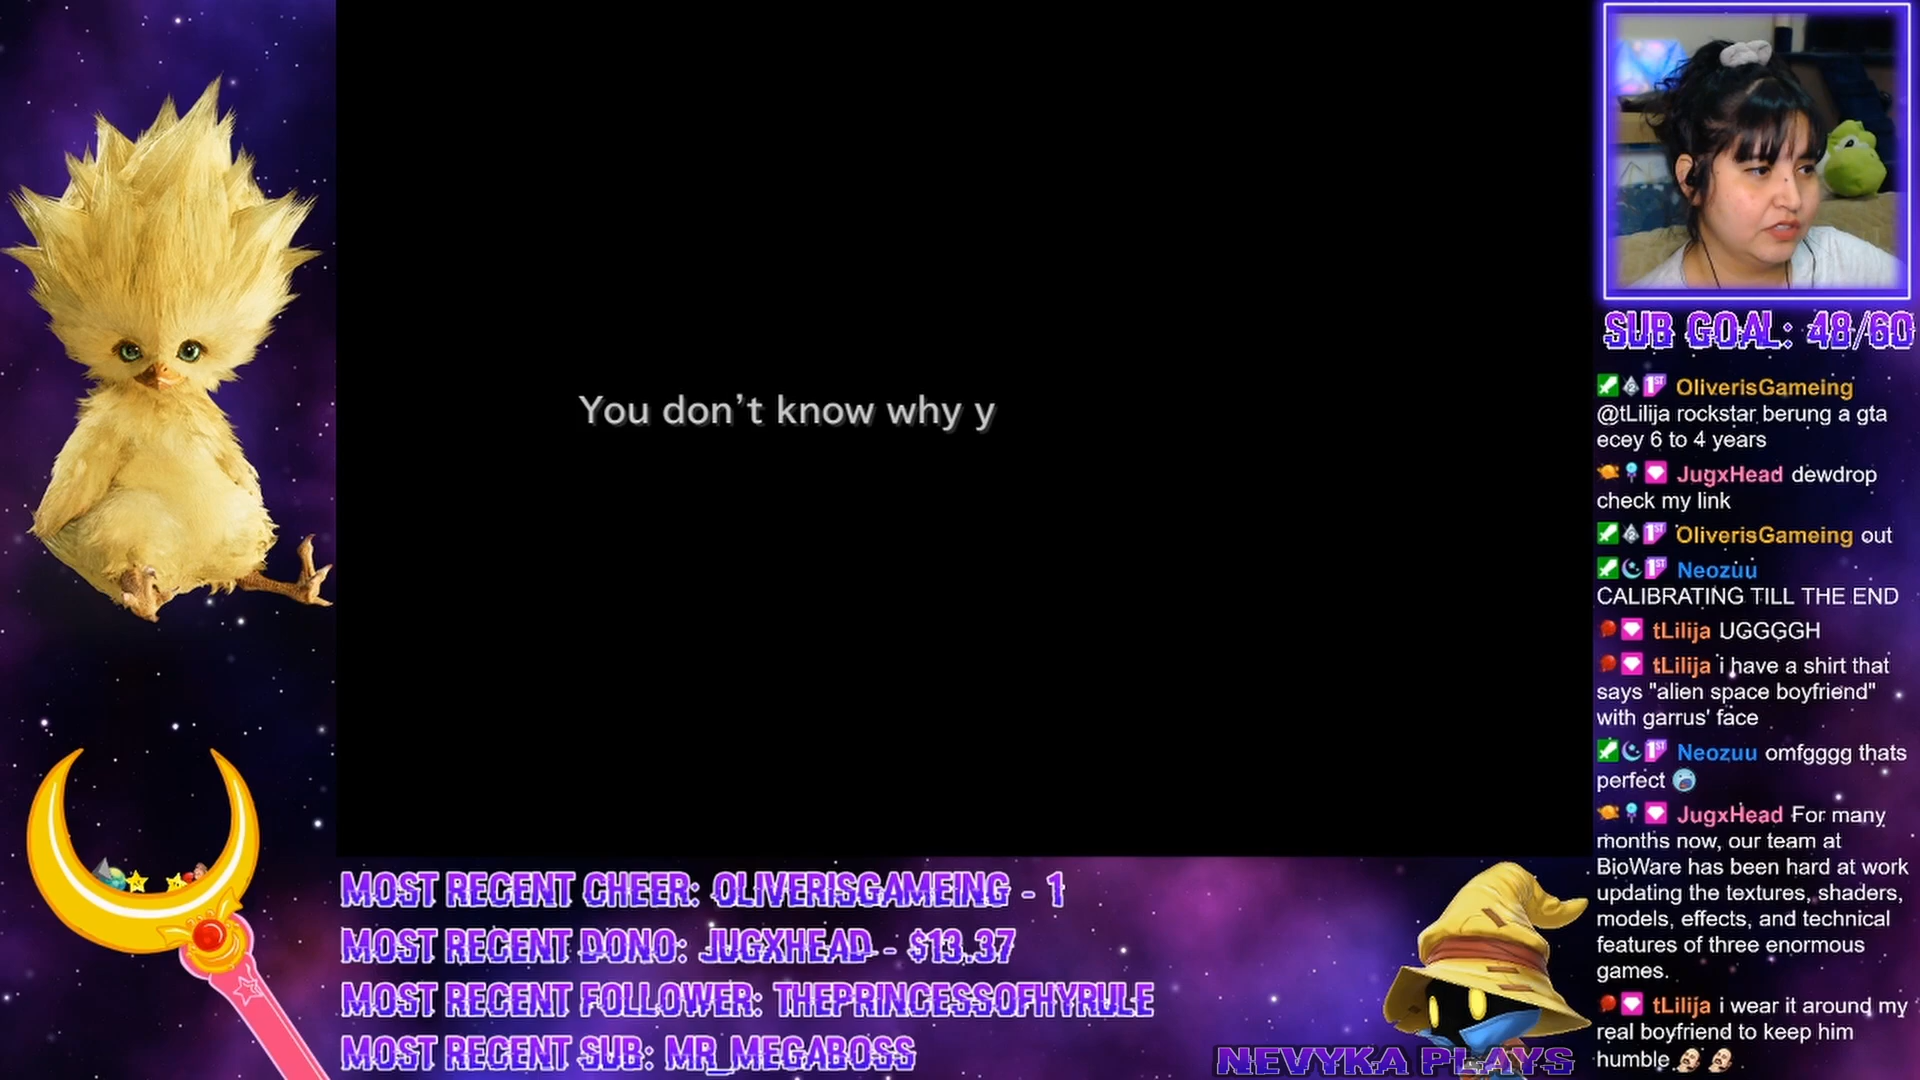 You don't know why y
SUB GOAL: 48/60
OliverisGameing
@tLilija rockstar berung a gta
ecey 6 to 4 years
JugxHead dewdrop
check my link
OliverisGameing out
Neozuu
CALIBRATING TILL THE END
tLilija UGGGGH
tLilija i have a shirt that
says "alien space boyfriend"
with garrus' face
Neozuu omfgggg thats
perfect
JugxHead For many
months now, our team at
BioWare has been hard at work
updating the textures, shaders,
models, effects, and technical
features of three enormous
games.
tLilija i wear it around my
real boyfriend to keep him
humble
MOST RECENT CHEER: OLIVERISGAMEING - 1
MOST RECENT DONO: JUGXHEAD - $13.37
MOST RECENT FOLLOWER: THEPRINCESSOFHYRULE
MOST RECENT SUB: MR_MEGABOSS
NEVYKA PLAYS